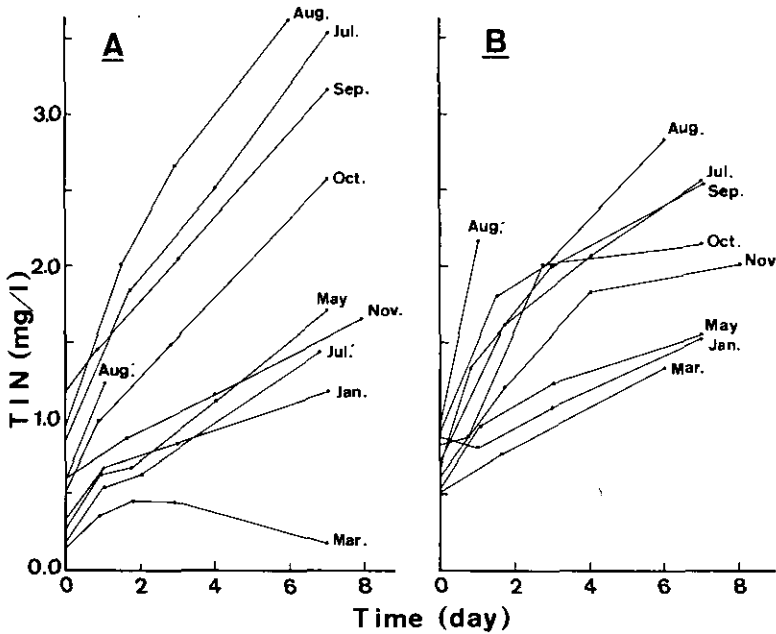 A
Aug.
Jul.
Sep.
Oct.
May
Nov.
Jul.′
Jan.
Mar.
Aug.′
B
Aug.
Aug.′
Jul.
Sep.
Oct.
Nov
May
Jan.
Mar.
TIN (mg/l)
3.0
2.0
1.0
0.0
0 2 4 6 8
0 2 4 6 8
Time (day)